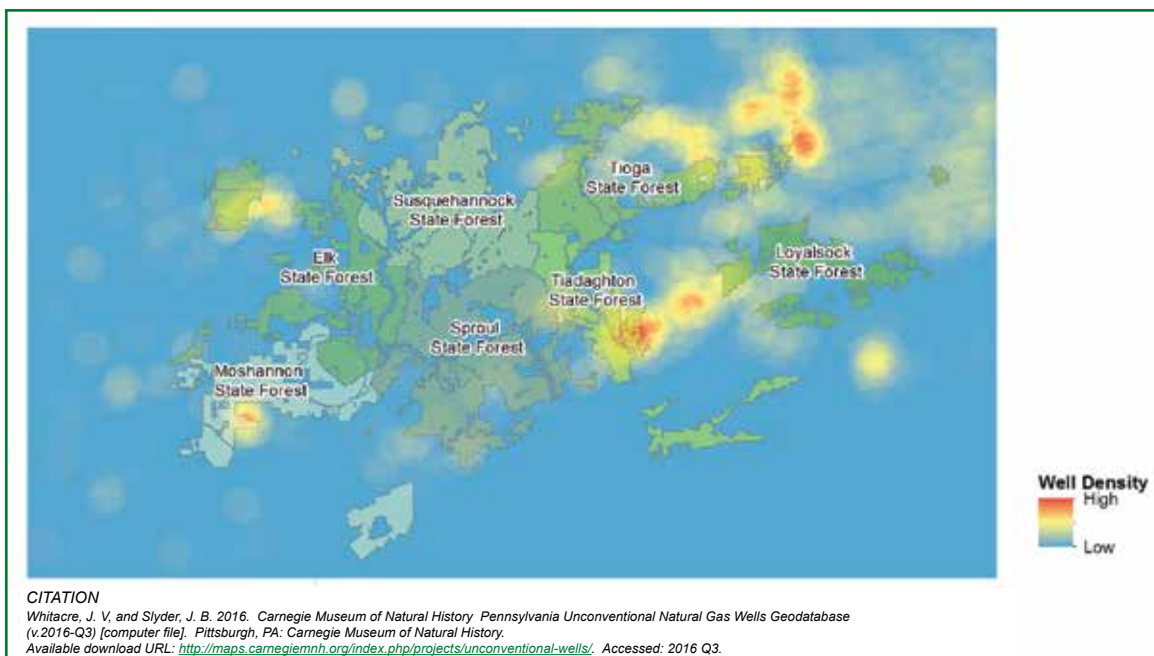 Tioga
State Forest
Susquehannock
State Forest
Elk
State Forest
Loyalsock
State Forest
Tiadaghton
State Forest
Sproul
State Forest
Moshannon
State Forest
Well Density
High
Low
CITATION
Whitacre, J. V, and Slyder, J. B. 2016. Carnegie Museum of Natural History Pennsylvania Unconventional Natural Gas Wells Geodatabase
(v.2016-Q3) [computer file]. Pittsburgh, PA: Carnegie Museum of Natural History.
Available download URL: http://maps.carnegiemnh.org/index.php/projects/unconventional-wells/. Accessed: 2016 Q3.